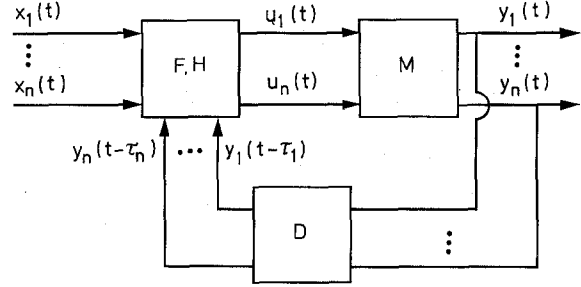 x₁(t) u₁(t) y₁(t)
F,H M
xₙ(t) uₙ(t) yₙ(t)
yₙ(t-τₙ) y₁(t-τ₁)
D